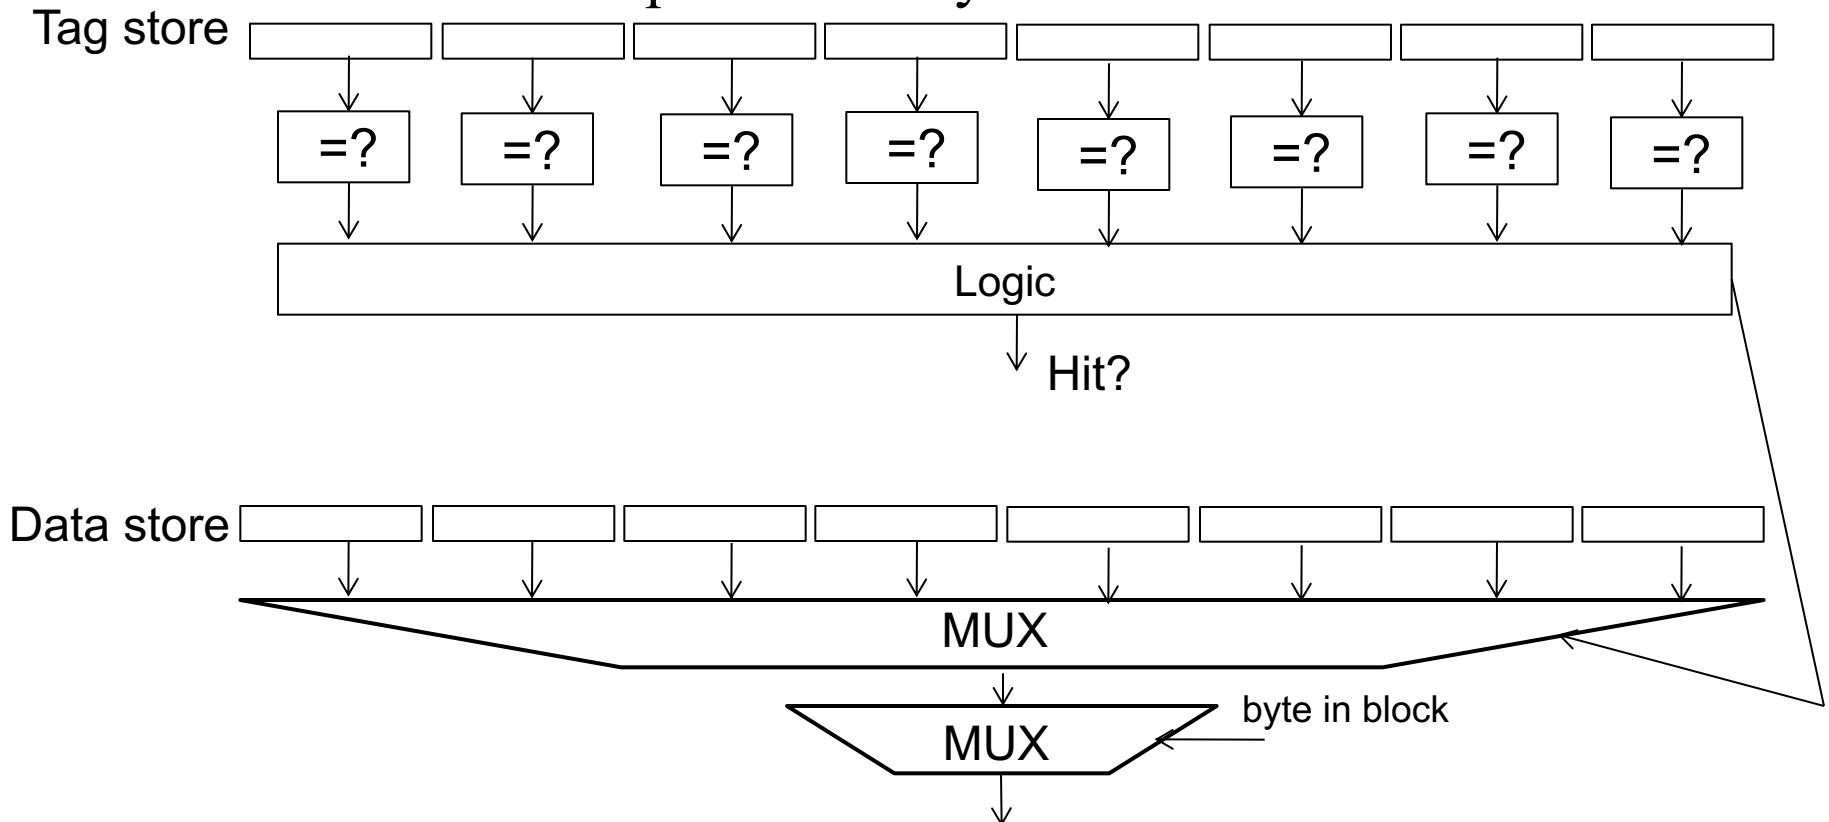 Tag store
=? =? =? =? =? =? =? =?
Logic
Hit?
Data store
MUX
byte in block
MUX